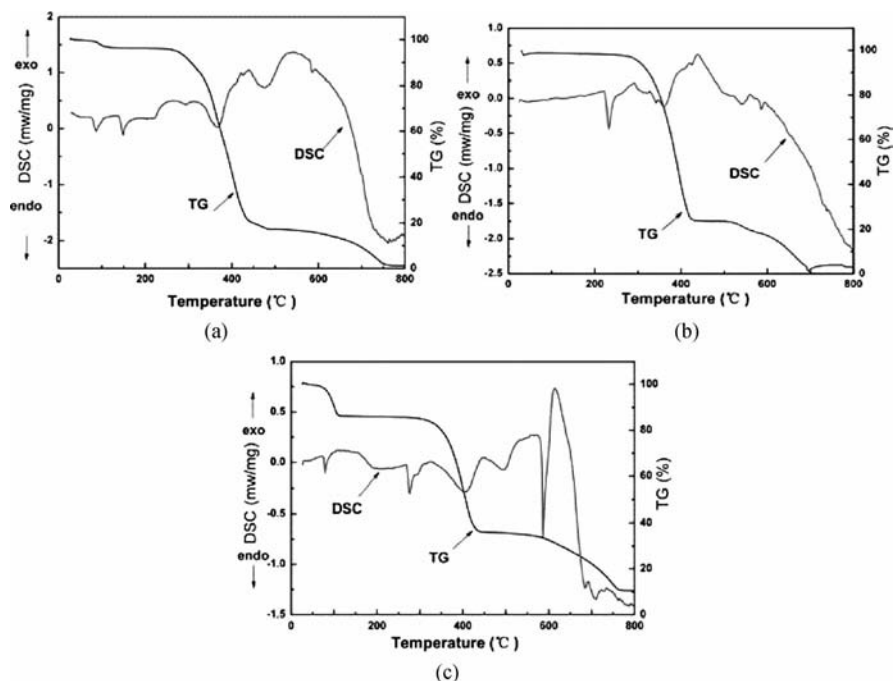 2
1
0
-1
-2
DSC (mw/mg)
exo
endo
100
80
60
40
20
0
TG (%)
DSC
TG
0 200 400 600 800
Temperature (℃)
(a)
1.0
0.5
0.0
-0.5
-1.0
-1.5
-2.0
-2.5
DSC (mw/mg)
exo
endo
100
80
60
40
20
0
TG (%)
DSC
TG
0 200 400 600 800
Temperature (℃)
(b)
1.0
0.5
0.0
-0.5
-1.0
-1.5
DSC (mw/mg)
exo
endo
100
80
60
40
20
0
TG (%)
DSC
TG
0 200 400 600 800
Temperature (℃)
(c)